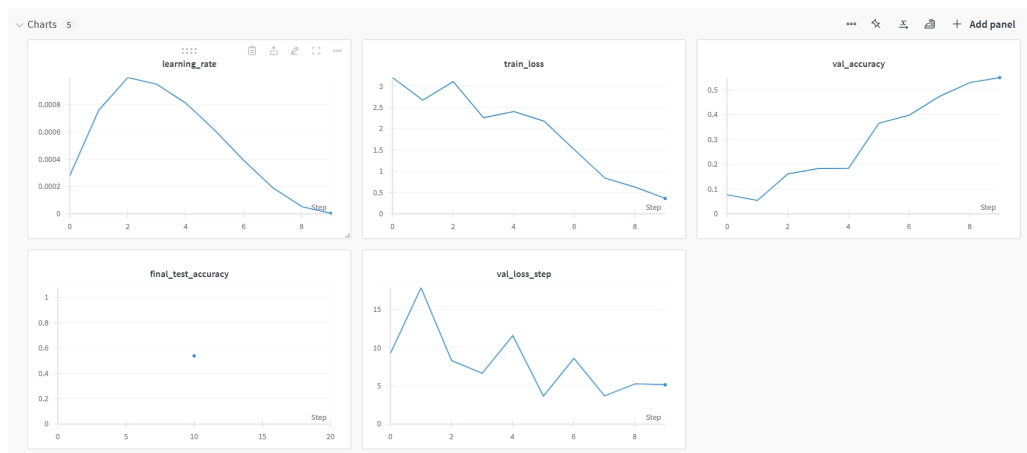 Charts 5
Add panel
learning_rate
0.0008
0.0006
0.0004
0.0002
0
Step
0 2 4 6 8
train_loss
3
2.5
2
1.5
1
0.5
0
Step
0 2 4 6 8
val_accuracy
0.5
0.4
0.3
0.2
0.1
0
Step
0 2 4 6 8
final_test_accuracy
1
0.8
0.6
0.4
0.2
0
Step
0 5 10 15 20
val_loss_step
15
10
5
0
Step
0 2 4 6 8